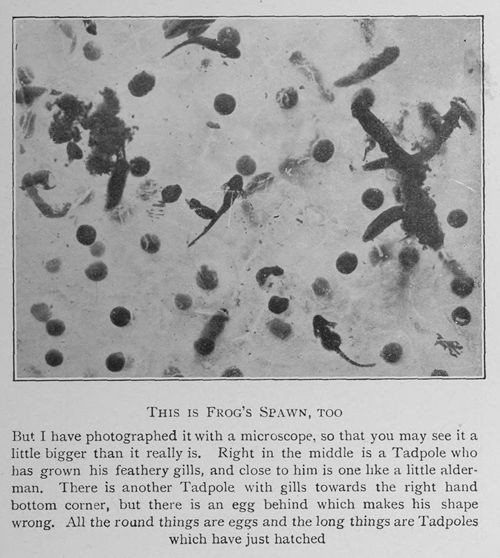 This is Frog's Spawn, too
But I have photographed it with a microscope, so that you may see it a
little bigger than it really is. Right in the middle is a Tadpole who
has grown his feathery gills, and close to him is one like a little alder-
man. There is another Tadpole with gills towards the right hand
bottom corner, but there is an egg behind which makes his shape
wrong. All the round things are eggs and the long things are Tadpoles
which have just hatched